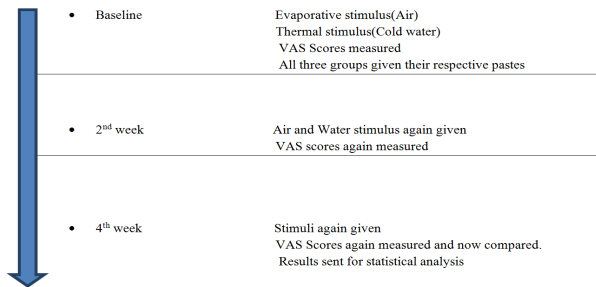 • Baseline Evaporative stimulus(Air)
Thermal stimulus(Cold water)
VAS Scores measured
All three groups given their respective pastes
• 2nd week Air and Water stimulus again given
VAS scores again measured
• 4th week Stimuli again given
VAS Scores again measured and now compared.
Results sent for statistical analysis